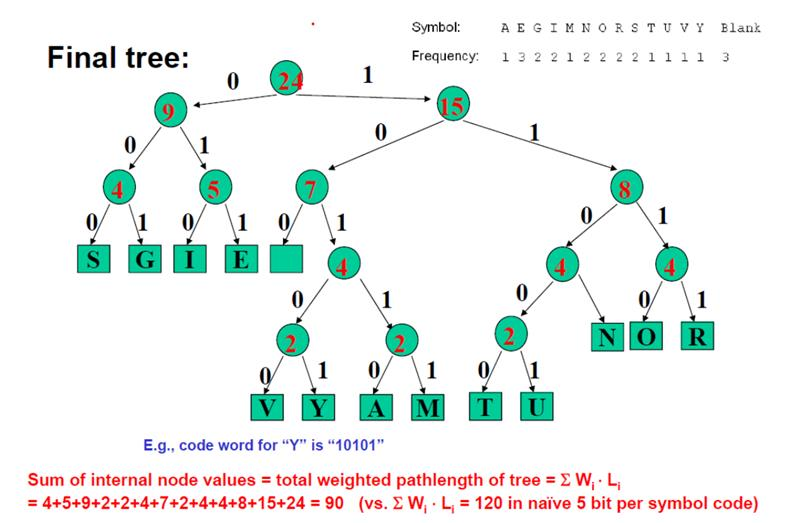 Symbol: A E G I M N O R S T U V Y Blank
Frequency: 1 3 2 2 1 2 2 2 2 1 1 1 1 3
Final tree:
24
0 1
9 15
0 1 0 1
4 5 7 8
0 1 0 1 0 1 0 1
S G I E 4 4 4
0 1 0 0 1
2 2 2 N O R
0 1 0 1 0 1
V Y A M T U
E.g., code word for “Y” is “10101”
Sum of internal node values = total weighted pathlength of tree = Σ Wi · Li
= 4+5+9+2+2+4+7+2+4+4+8+15+24 = 90 (vs. Σ Wi · Li = 120 in naïve 5 bit per symbol code)